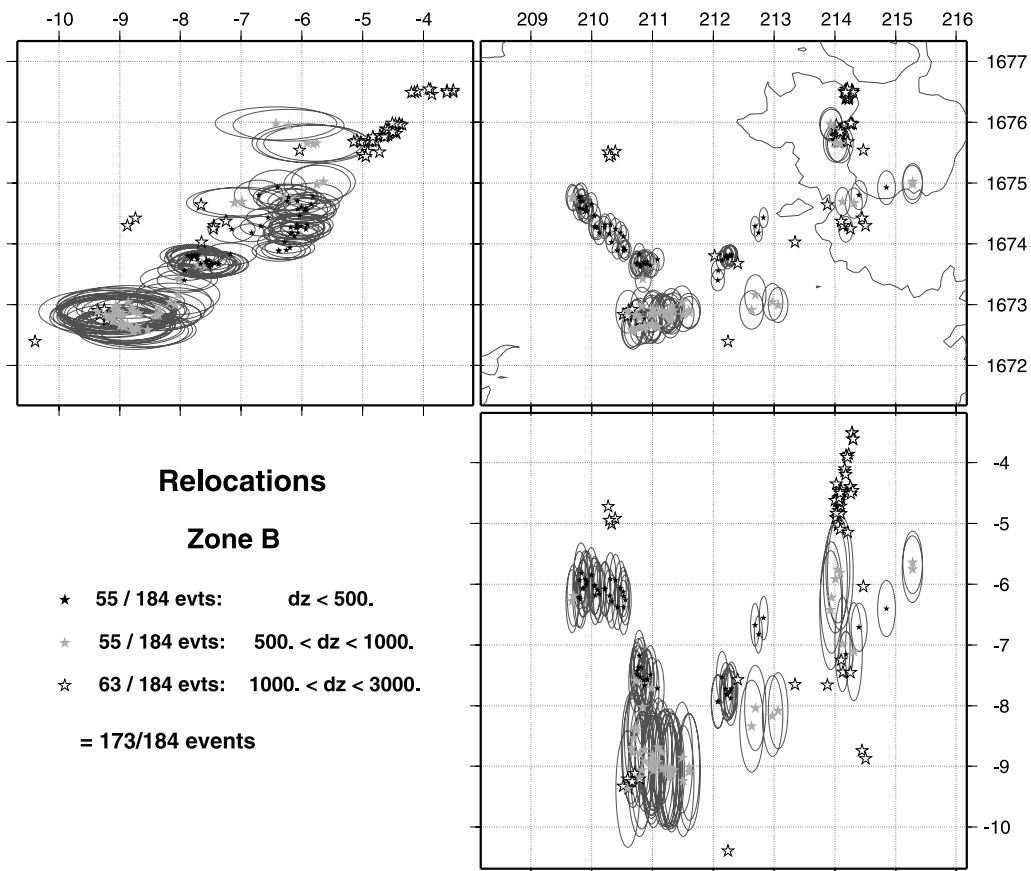 -10 -9 -8 -7 -6 -5 -4
209 210 211 212 213 214 215 216
1677
1676
1675
1674
1673
1672
Relocations
Zone B
55 / 184 evts: dz < 500.
55 / 184 evts: 500. < dz < 1000.
63 / 184 evts: 1000. < dz < 3000.
= 173/184 events
-4
-5
-6
-7
-8
-9
-10